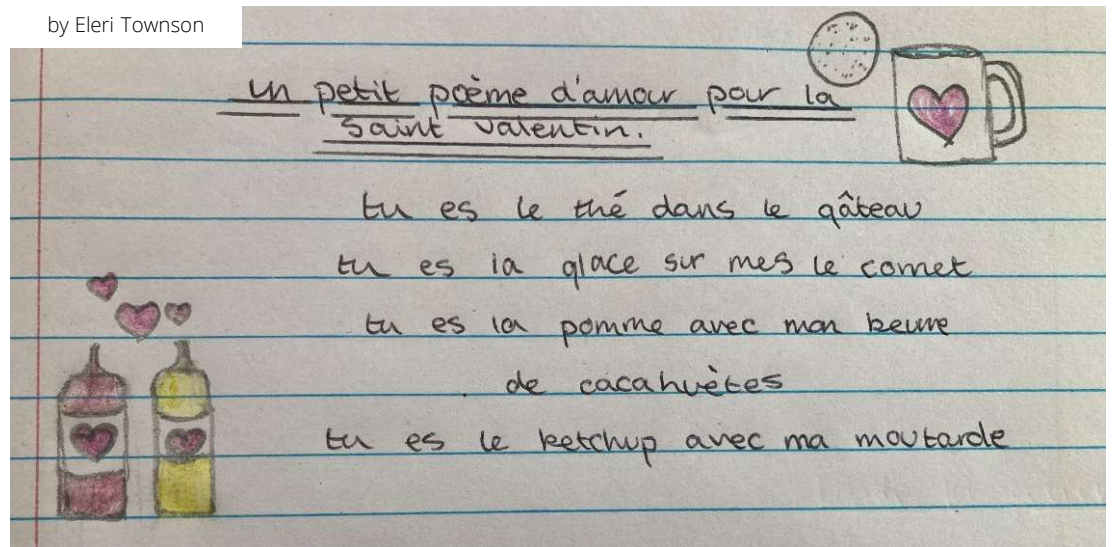 by Eleri Townson
un petit poème d'amour pour la
Saint Valentin.
tu es le thé dans le gâteau
tu es la glace sur mes le cornet
tu es la pomme avec mon beurre
de cacahuètes
tu es le ketchup avec ma moutarde